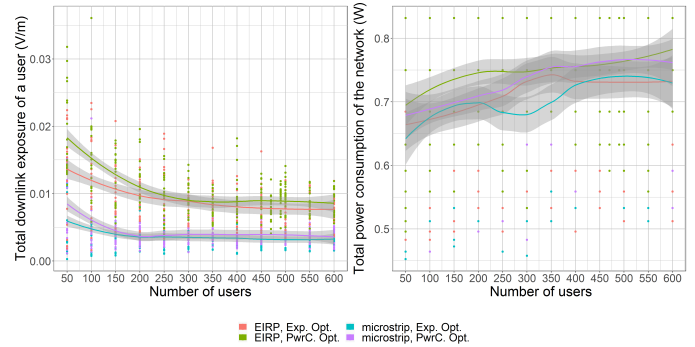 Total downlink exposure of a user (V/m)
0.03
0.02
0.01
0.00
50 100 150 200 250 300 350 400 450 500 550 600
Number of users
Total power consumption of the network (W)
0.8
0.7
0.6
0.5
50 100 150 200 250 300 350 400 450 500 550 600
Number of users
EIRP, Exp. Opt. microstrip, Exp. Opt.
EIRP, PwrC. Opt. microstrip, PwrC. Opt.